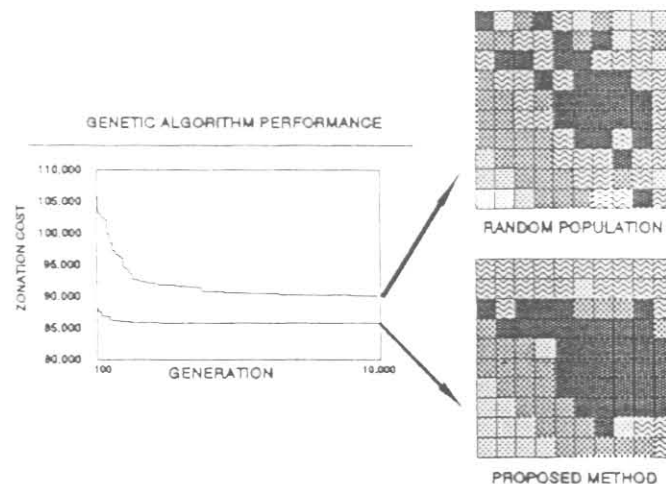 GENETIC ALGORITHM PERFORMANCE
110,000
105,000
100,000
95,000
90,000
85,000
80,000
ZONATION COST
100
GENERATION
10,000
RANDOM POPULATION
PROPOSED METHOD